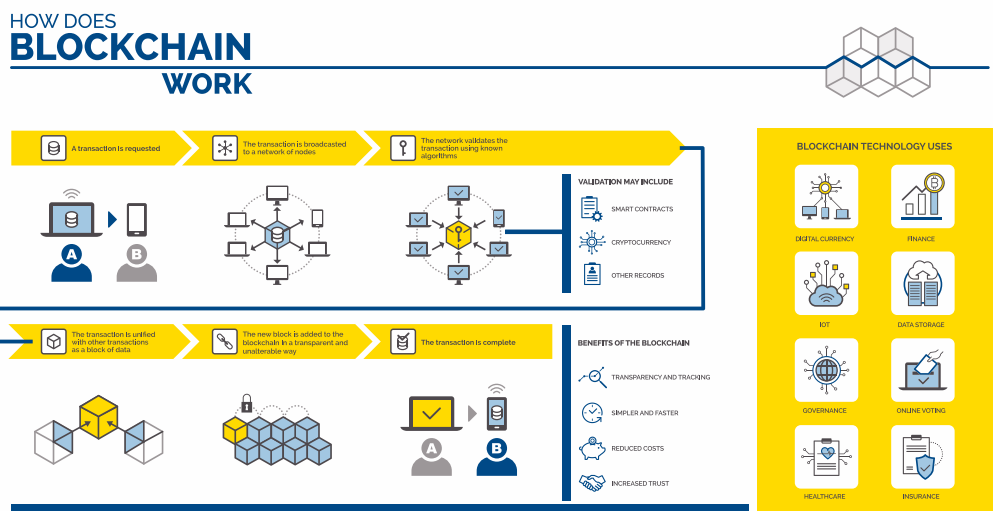 HOW DOES
BLOCKCHAIN
WORK
A transaction is requested
The transaction is broadcasted
to a network of nodes
The network validates the
transaction using known
algorithms
VALIDATION MAY INCLUDE
SMART CONTRACTS
CRYPTOCURRENCY
OTHER RECORDS
A
B
The transaction is unified
with other transactions
as a block of data
The new block is added to the
blockchain in a transparent and
unalterable way
The transaction is complete
BENEFITS OF THE BLOCKCHAIN
TRANSPARENCY AND TRACKING
SIMPLER AND FASTER
REDUCED COSTS
INCREASED TRUST
A
B
BLOCKCHAIN TECHNOLOGY USES
DIGITAL CURRENCY
FINANCE
IOT
DATA STORAGE
GOVERNANCE
ONLINE VOTING
HEALTHCARE
INSURANCE